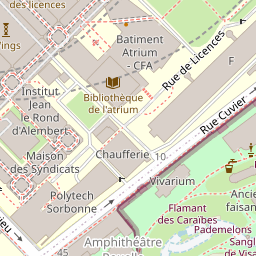 des licences
Batiment
Atrium -
CFA
Rue de Licences
F
Institut
Jean
le Rond
d'Alembert
Bibliothèque
de l'atrium
Rue Cuvier
Maison
des Syndicats
Chaufferie
10
Vivarium
Polytech
Sorbonne
Flamant
des Caraïbes
Pademelons
45
Amphithéâtre